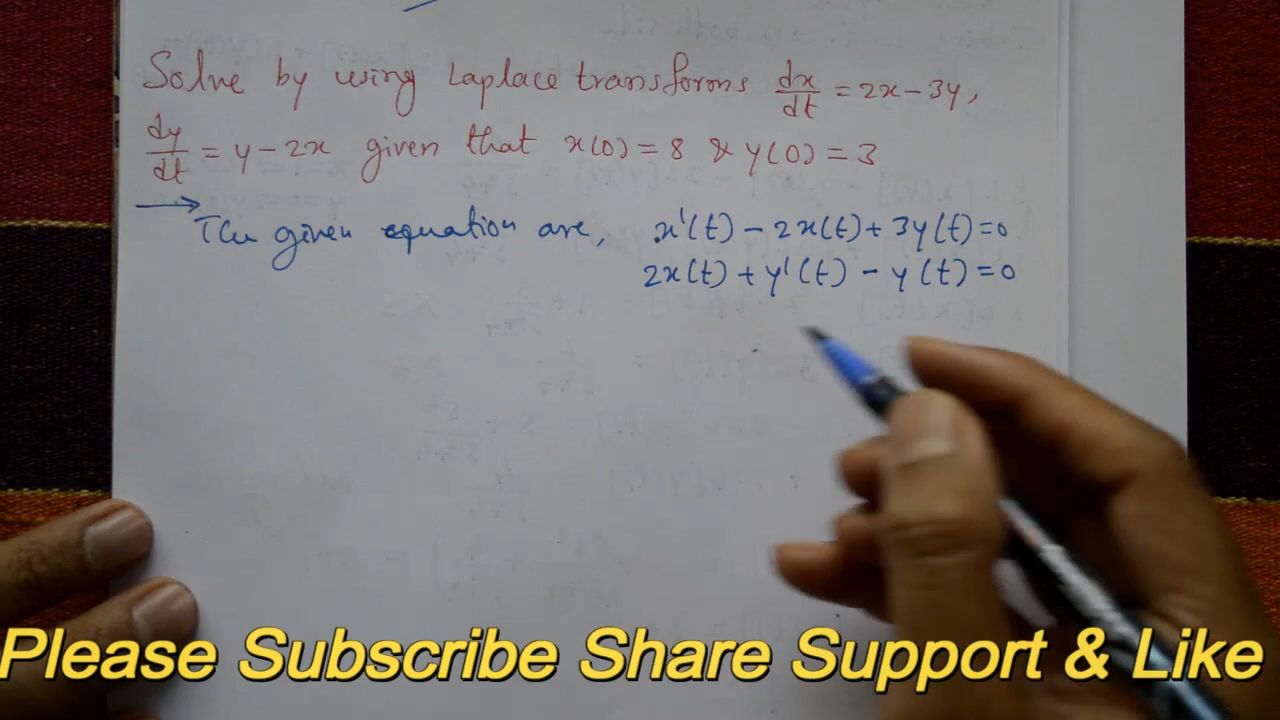 Solve by using Laplace transforms dx/dt = 2x - 3y,
dy/dt = y - 2x given that x(0) = 8 & y(0) = 3
→ The given equation are, x'(t) - 2x(t) + 3y(t) = 0
2x(t) + y'(t) - y(t) = 0
Please Subscribe Share Support & Like